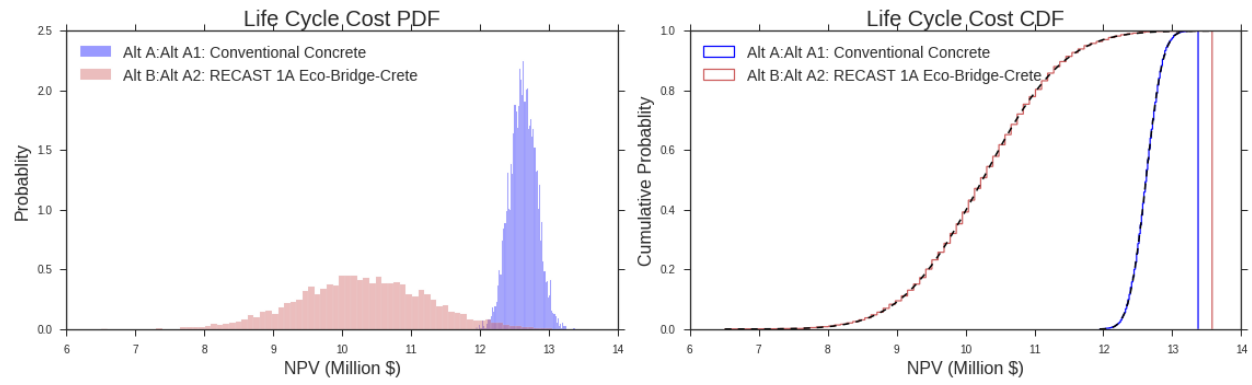 Life Cycle Cost PDF
2.5
2.0
1.5
1.0
0.5
0.0
Probablity
Alt A:Alt A1: Conventional Concrete
Alt B:Alt A2: RECAST 1A Eco-Bridge-Crete
6 7 8 9 10 11 12 13 14
NPV (Million $)
Life Cycle Cost CDF
1.0
0.8
0.6
0.4
0.2
0.0
Cumulative Probablity
Alt A:Alt A1: Conventional Concrete
Alt B:Alt A2: RECAST 1A Eco-Bridge-Crete
6 7 8 9 10 11 12 13 14
NPV (Million $)